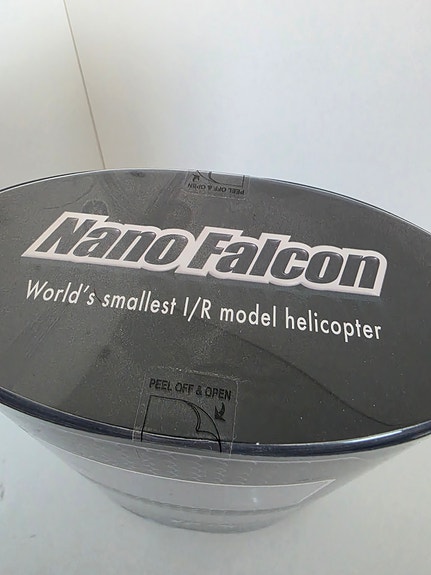 PEEL OFF & OPEN
Nano Falcon
World's smallest I/R model helicopter
PEEL OFF & OPEN